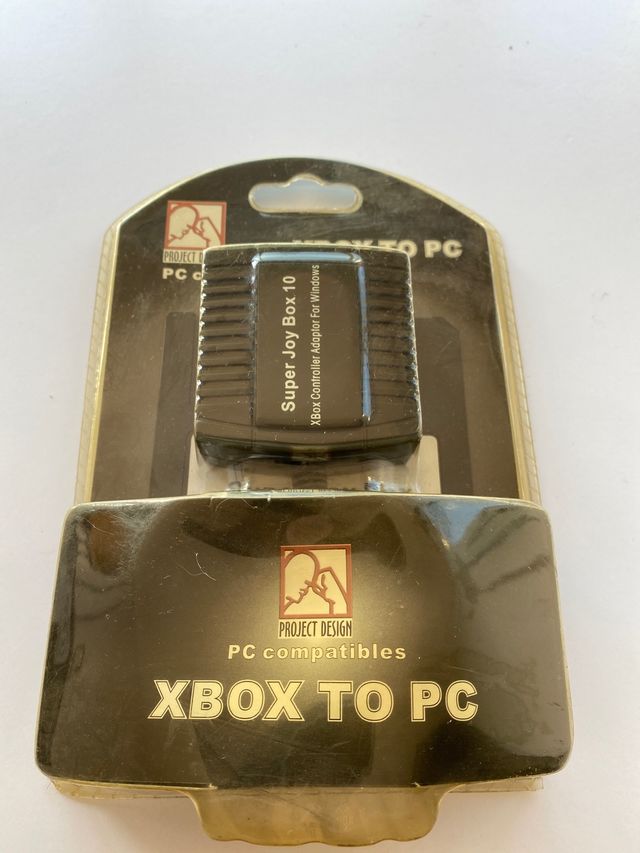 PROJECT
PC
XBOX TO PC
Super Joy Box 10
XBox Controller Adaptor For Windows
PROJECT DESIGN
PC compatibles
XBOX TO PC